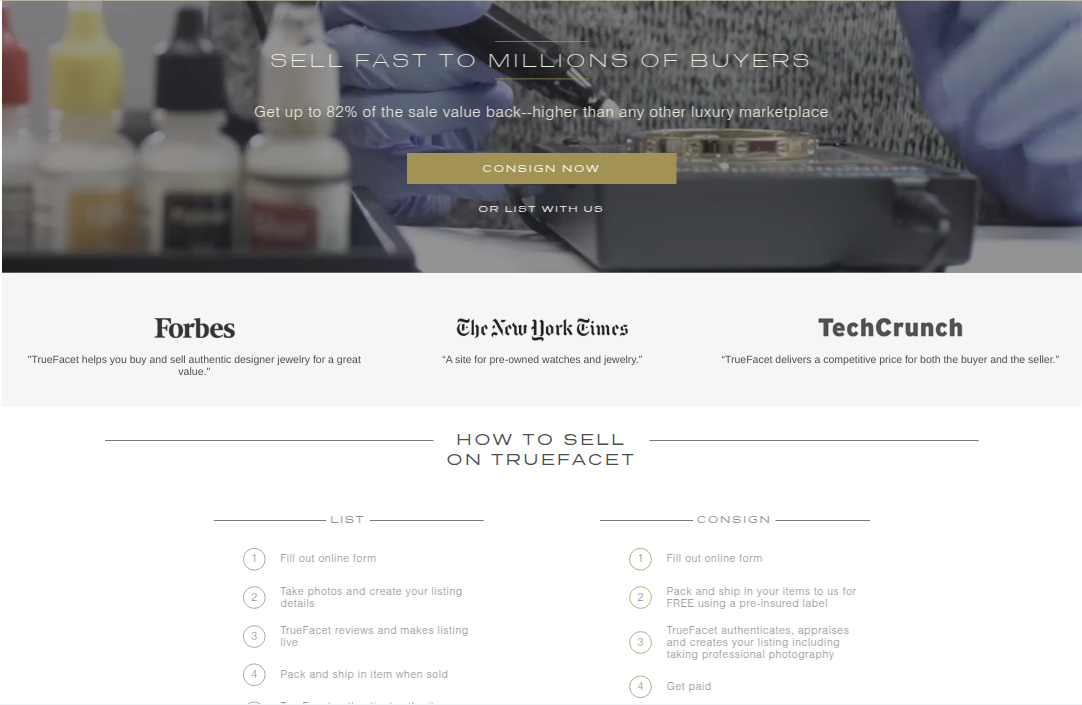 SELL FAST TO MILLIONS OF BUYERS
Get up to 82% of the sale value back--higher than any other luxury marketplace
CONSIGN NOW
OR LIST WITH US
Forbes
"TrueFacet helps you buy and sell authentic designer jewelry for a great
value."
The New York Times
“A site for pre-owned watches and jewelry.”
TechCrunch
“TrueFacet delivers a competitive price for both the buyer and the seller.”
HOW TO SELL
ON TRUEFACET
LIST
1 Fill out online form
2 Take photos and create your listing
details
3 TrueFacet reviews and makes listing
live
4 Pack and ship in item when sold
CONSIGN
1 Fill out online form
2 Pack and ship in your items to us for
FREE using a pre-insured label
3 TrueFacet authenticates, appraises
and creates your listing including
taking professional photography
4 Get paid